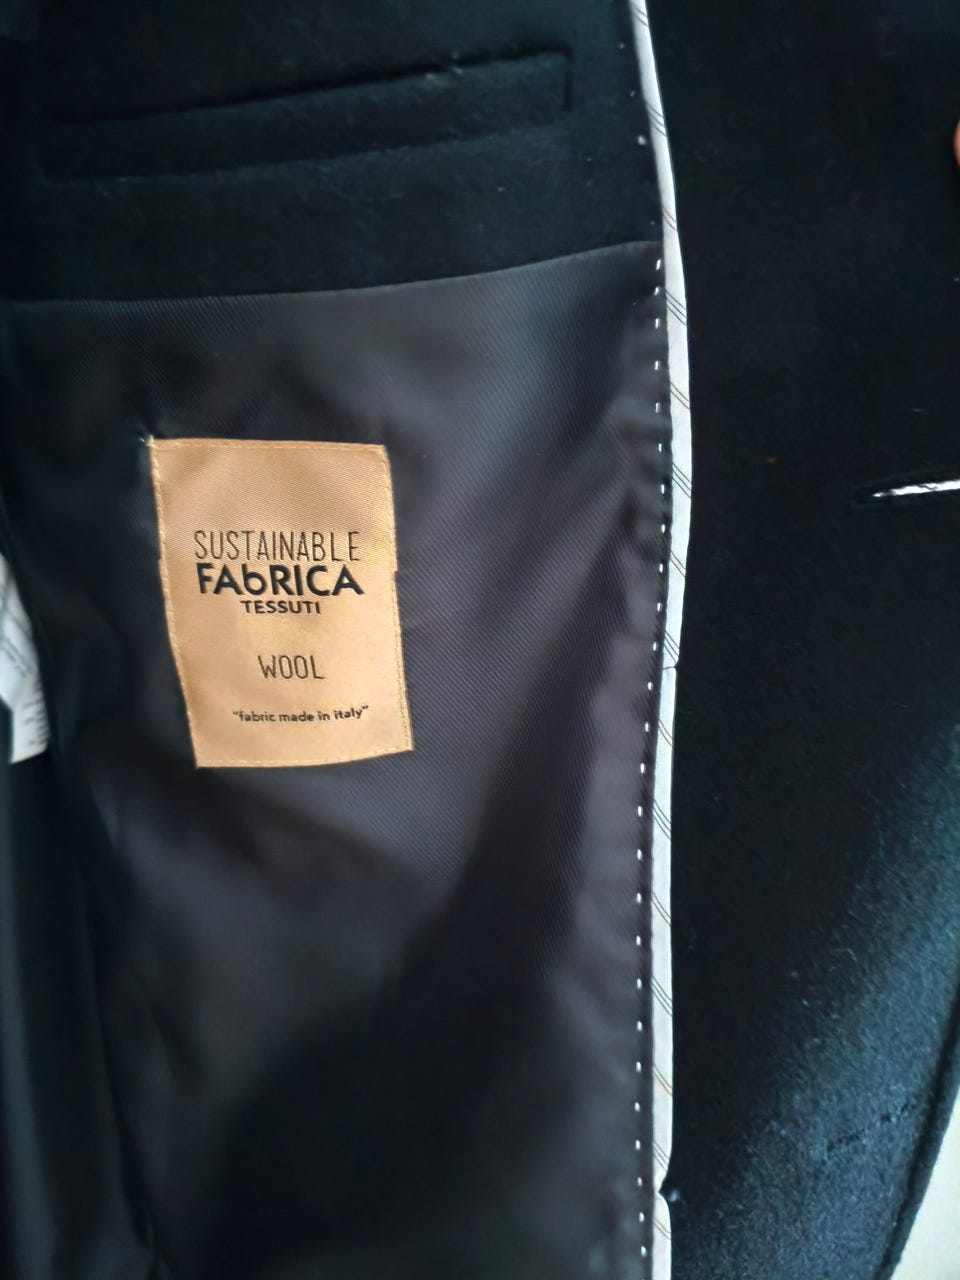 SUSTAINABLE
FAbRICA
TESSUTI
WOOL
"fabric made in italy"